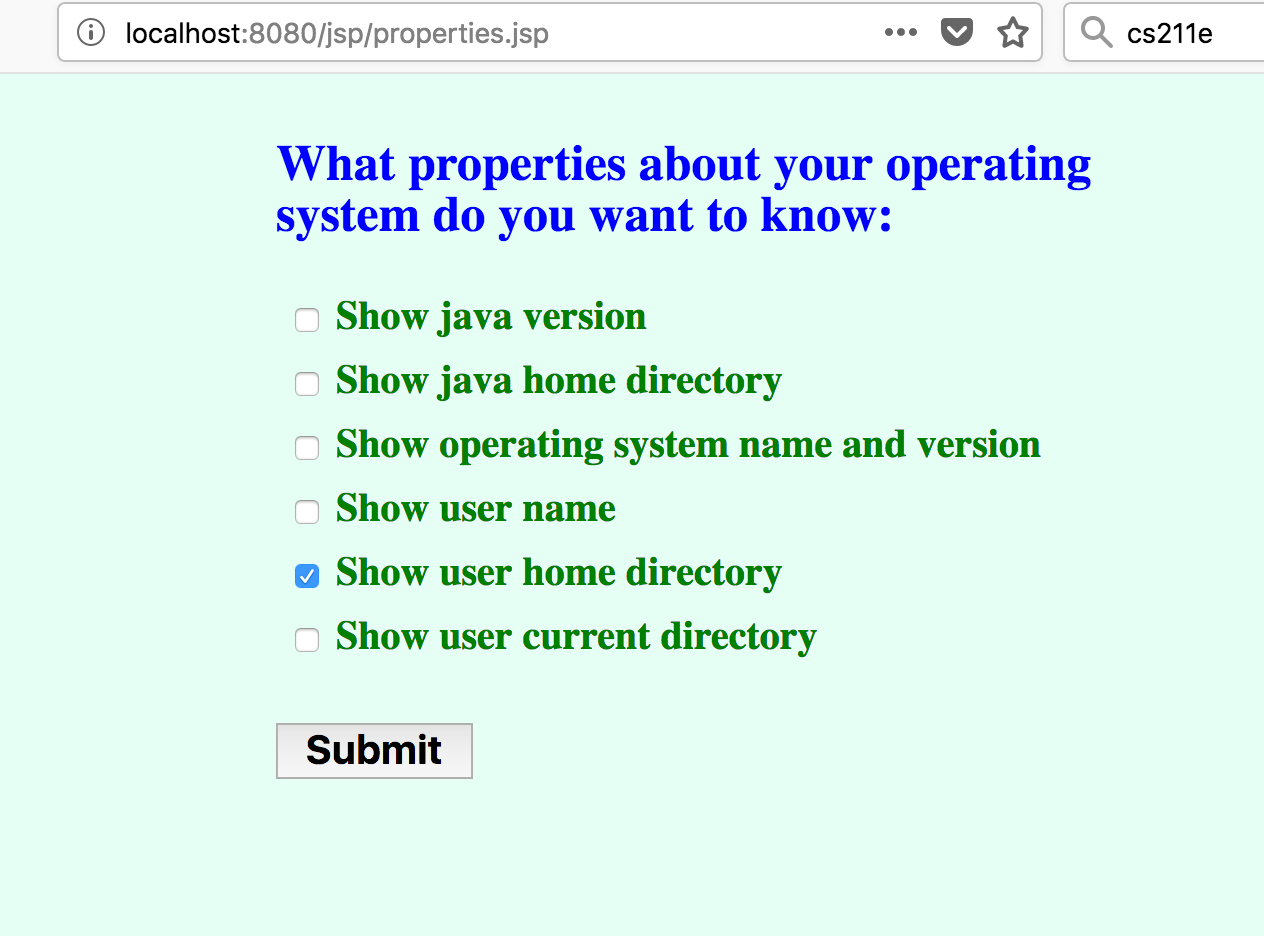 localhost:8080/jsp/properties.jsp
cs211e
What properties about your operating
system do you want to know:
Show java version
Show java home directory
Show operating system name and version
Show user name
Show user home directory
Show user current directory
Submit